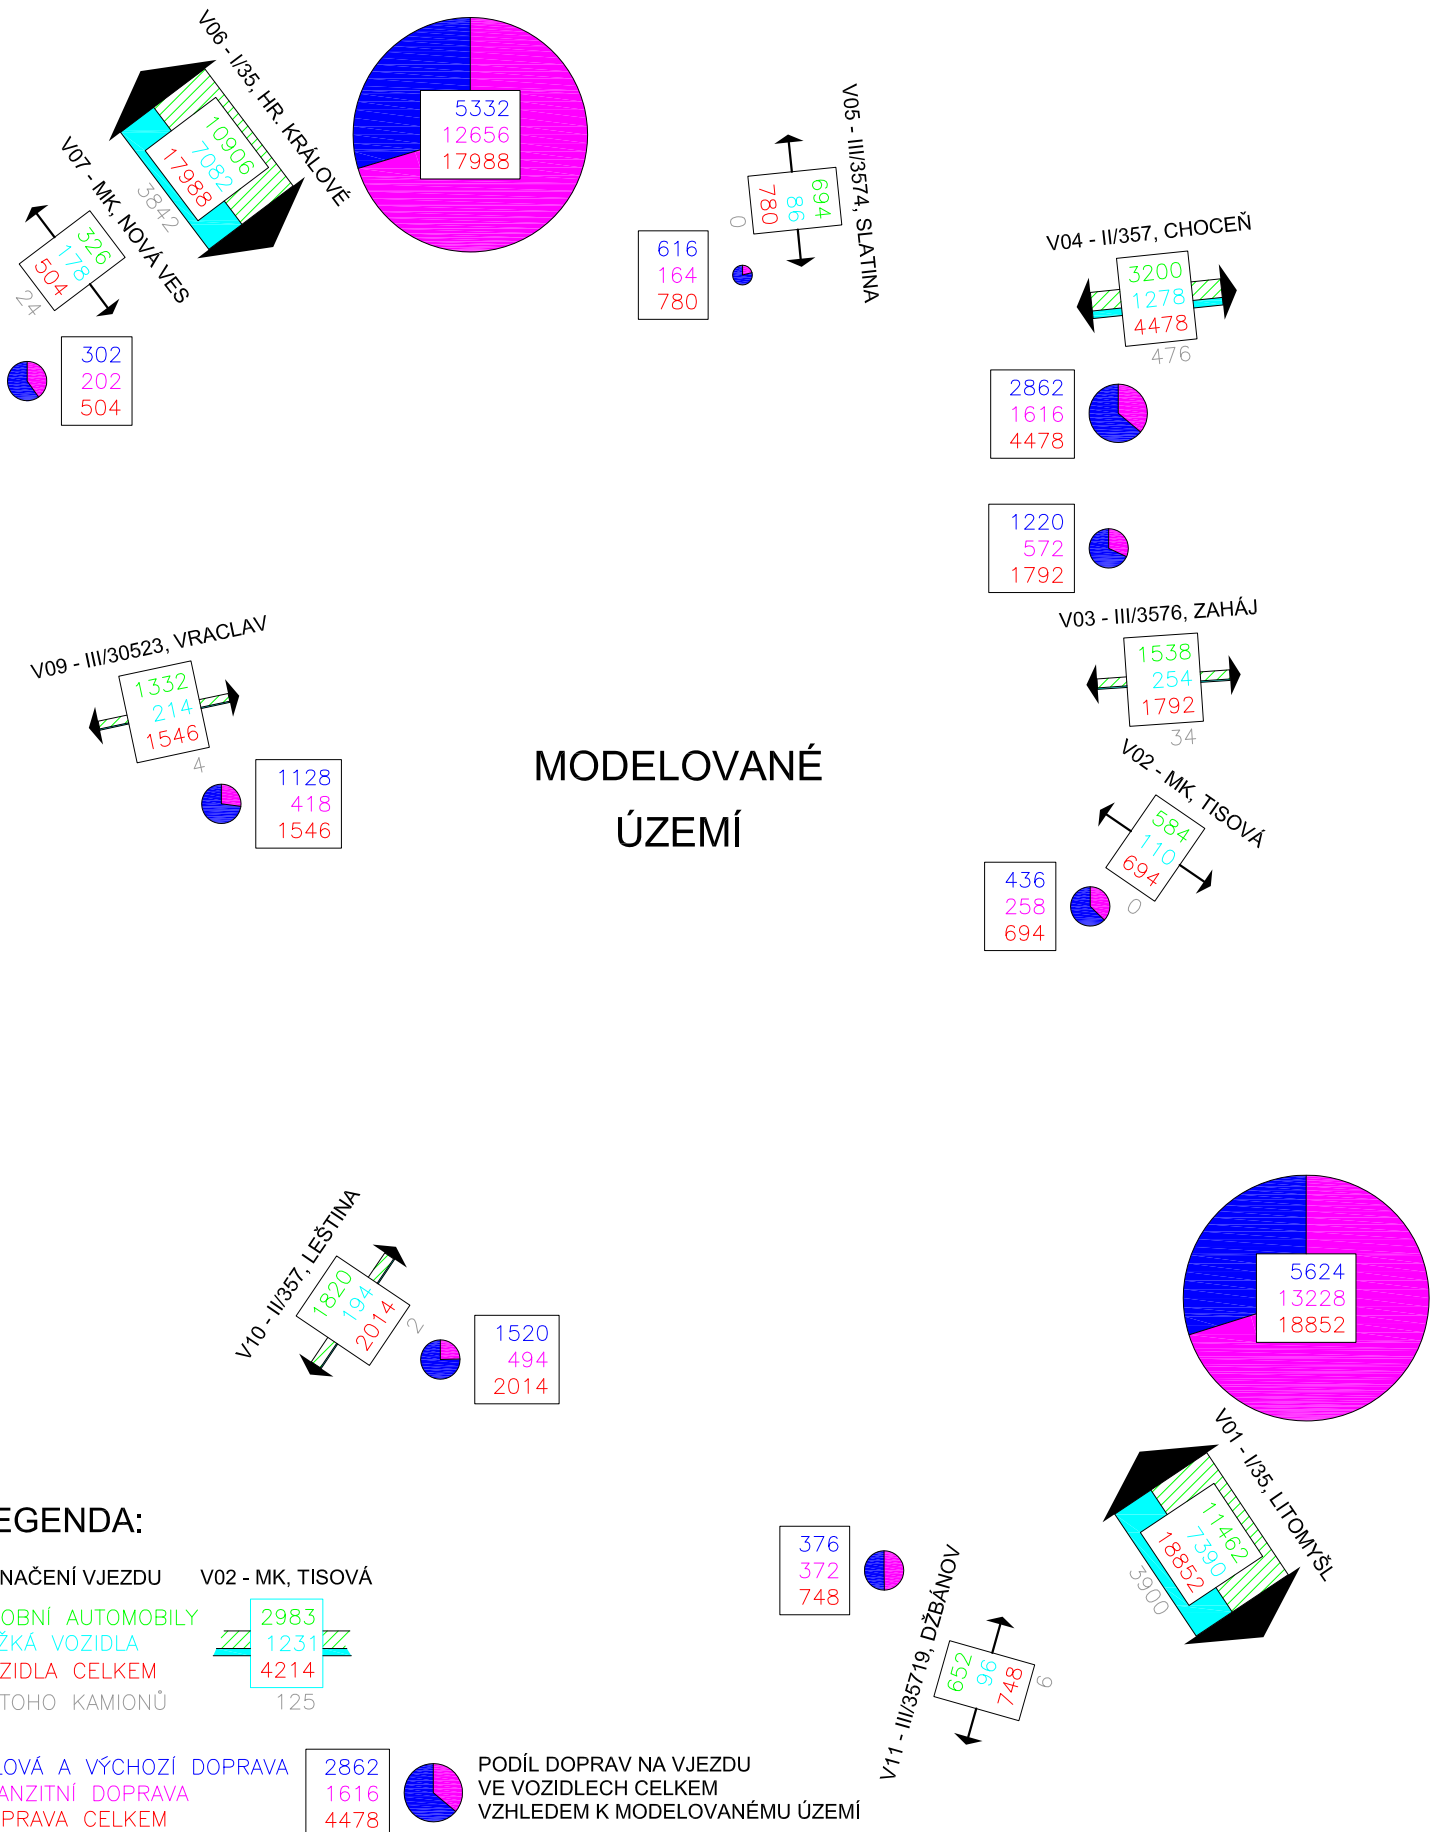 V06 - I/35, HR. KRÁLOVÉ
10906
7082
17988
3842
5332
12656
17988
V07 - MK, NOVÁ VES
326
178
504
24
302
202
504
V05 - III/3574, SLATINA
694
86
780
0
616
164
780
V04 - II/357, CHOCEŇ
3200
1278
4478
476
2862
1616
4478
1220
572
1792
V03 - III/3576, ZAHÁJ
1538
254
1792
34
V09 - III/30523, VRACLAV
1332
214
1546
4
1128
418
1546
MODELOVANÉ
ÚZEMÍ
V02 - MK, TISOVÁ
584
110
694
0
436
258
694
V10 - II/357, LEŠTINA
1820
194
2014
2
1520
494
2014
5624
13228
18852
V01 - I/35, LITOMYŠL
11462
7390
18852
3900
376
372
748
V11 - III/35719, DŽBÁNOV
652
96
748
6
EGENDA:
NAČENÍ VJEZDU V02 - MK, TISOVÁ
OBNÍ AUTOMOBILY 2983
ŽKÁ VOZIDLA 1231
ZIDLA CELKEM 4214
TOHO KAMIONŮ 125
LOVÁ A VÝCHOZÍ DOPRAVA 2862
ANZITNÍ DOPRAVA 1616
PRAVA CELKEM 4478
PODÍL DOPRAV NA VJEZDU
VE VOZIDLECH CELKEM
VZHLEDEM K MODELOVANÉMU ÚZEMÍ